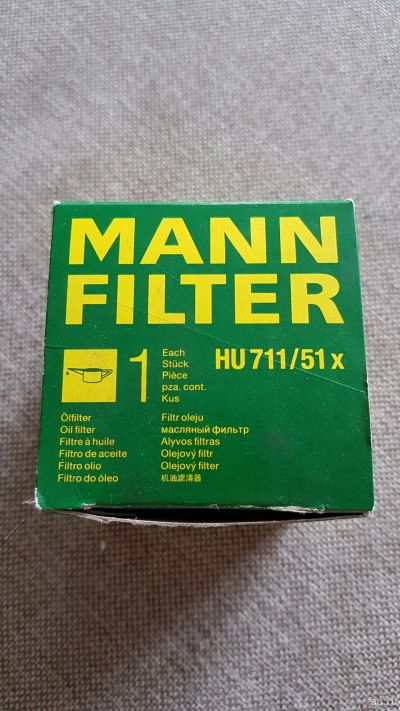 MANN
FILTER
1
Each
Stück
Pièce
pza. cont.
Kus
HU 711/51 x
Ölfilter
Oil filter
Filtre à huile
Filtro de aceite
Filtro olio
Filtro do óleo
Filtr oleju
масляный фильтр
Alyvos filtras
Olejový filtr
Olejový filter
机油滤清器